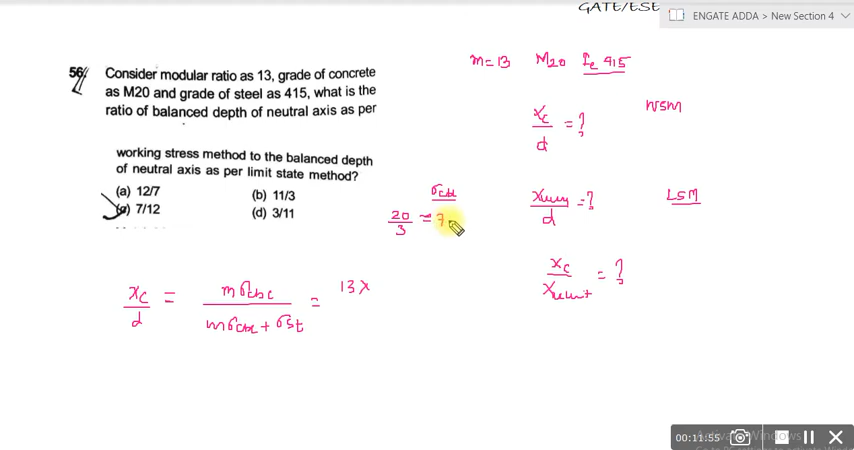 GATE/ESE
ENGATE ADDA > New Section 4
56
Consider modular ratio as 13, grade of concrete
as M20 and grade of steel as 415, what is the
ratio of balanced depth of neutral axis as per
working stress method to the balanced depth
of neutral axis as per limit state method?
(a) 12/7
(b) 11/3
(c) 7/12
(d) 3/11
m=13 M20 Fe 415
xc/d = ? WSM
σcbc
20/3 = 7
xulim/d = ? LSM
xc/xulimit = ?
xc/d = mσcbc/mσcbc + σst = 13x
00:11:55